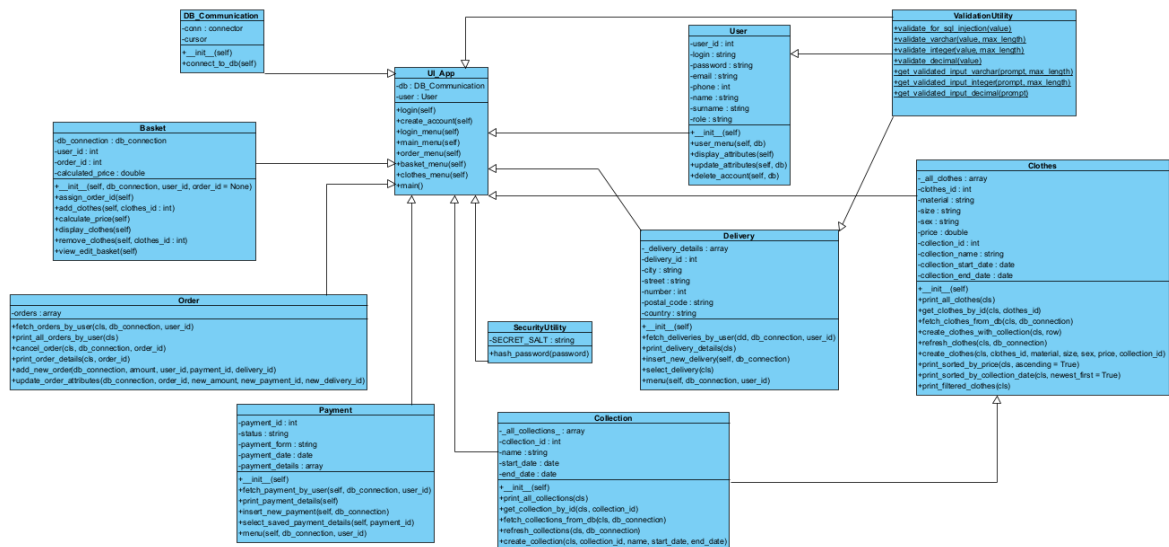 DB_Communication
-conn : connector
-cursor
+__init__(self)
+connect_to_db(self)
UI_App
-db : DB_Communication
-user : User
+login(self)
+create_account(self)
+login_menu(self)
+main_menu(self)
+order_menu(self)
+basket_menu(self)
+clothes_menu(self)
+main()
User
-user_id : int
-login : string
-password : string
-email : string
-phone : int
-name : string
-surname : string
-role : string
+__init__(self)
+user_menu(self, db)
+display_attributes(self)
+update_attributes(self, db)
+delete_account(self, db)
ValidationUtility
+validate_for_sql_injection(value)
+validate_varchar(value, max_length)
+validate_integer(value, max_length)
+validate_decimal(value)
+get_validated_input_varchar(prompt, max_length)
+get_validated_input_integer(prompt, max_length)
+get_validated_input_decimal(prompt)
Basket
-db_connection : db_connection
-user_id : int
-order_id : int
-calculated_price : double
+__init__(self, db_connection, user_id, order_id = None)
+assign_order_id(self)
+add_clothes(self, clothes_id : int)
+calculate_price(self)
+display_clothes(self)
+remove_clothes(self, clothes_id : int)
+view_edit_basket(self)
Clothes
-_all_clothes : array
-clothes_id : int
-material : string
-size : string
-sex : string
-price : double
-collection_id : int
-collection_name : string
-collection_start_date : date
-collection_end_date : date
+__init__(self)
+print_all_clothes(cls)
+get_clothes_by_id(cls, clothes_id)
+fetch_clothes_from_db(cls, db_connection)
+create_clothes_with_collection(cls, row)
+refresh_clothes(cls, db_connection)
+create_clothes(cls, clothes_id, material, size, sex, price, collection_id)
+print_sorted_by_price(cls, ascending = True)
+print_sorted_by_collection_date(cls, newest_first = True)
+print_filtered_clothes(cls)
Delivery
-_delivery_details : array
-delivery_id : int
-city : string
-street : string
-number : int
-postal_code : string
-country : string
+__init__(self)
+fetch_deliveries_by_user(cld, db_connection, user_id)
+print_delivery_details(cls)
+insert_new_delivery(self, db_connection)
+select_delivery(cls)
+menu(self, db_connection, user_id)
Order
-orders : array
+fetch_orders_by_user(cls, db_connection, user_id)
+print_all_orders_by_user(cls)
+cancel_order(cls, db_connection, order_id)
+print_order_details(cls, order_id)
+add_new_order(db_connection, amount, user_id, payment_id, delivery_id)
+update_order_attributes(db_connection, order_id, new_amount, new_payment_id, new_delivery_id)
SecurityUtility
-SECRET_SALT : string
+hash_password(password)
Payment
-payment_id : int
-status : string
-payment_form : string
-payment_date : date
-payment_details : array
+__init__(self)
+fetch_payment_by_user(self, db_connection, user_id)
+print_payment_details(self)
+insert_new_payment(self, db_connection)
+select_saved_payment_details(self, payment_id)
+menu(self, db_connection, user_id)
Collection
-_all_collections_ : array
-collection_id : int
-name : string
-start_date : date
-end_date : date
+__init__(self)
+print_all_collections(cls)
+get_collection_by_id(cls, collection_id)
+fetch_collections_from_db(cls, db_connection)
+refresh_collections(cls, db_connection)
+create_collection(cls, collection_id, name, start_date, end_date)